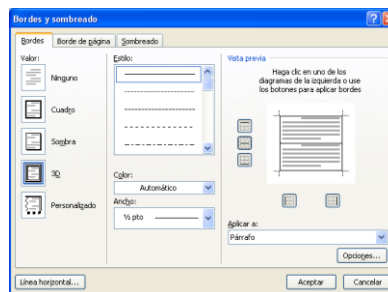 Bordes y sombreado
Bordes
Borde de página
Sombreado
Valor:
Ninguno
Cuadro
Sombra
3D
Personalizado
Estilo:
Color:
Automático
Ancho:
½ pto
Vista previa
Haga clic en uno de los
diagramas de la izquierda o use
los botones para aplicar bordes
Aplicar a:
Párrafo
Opciones...
Línea horizontal...
Aceptar
Cancelar